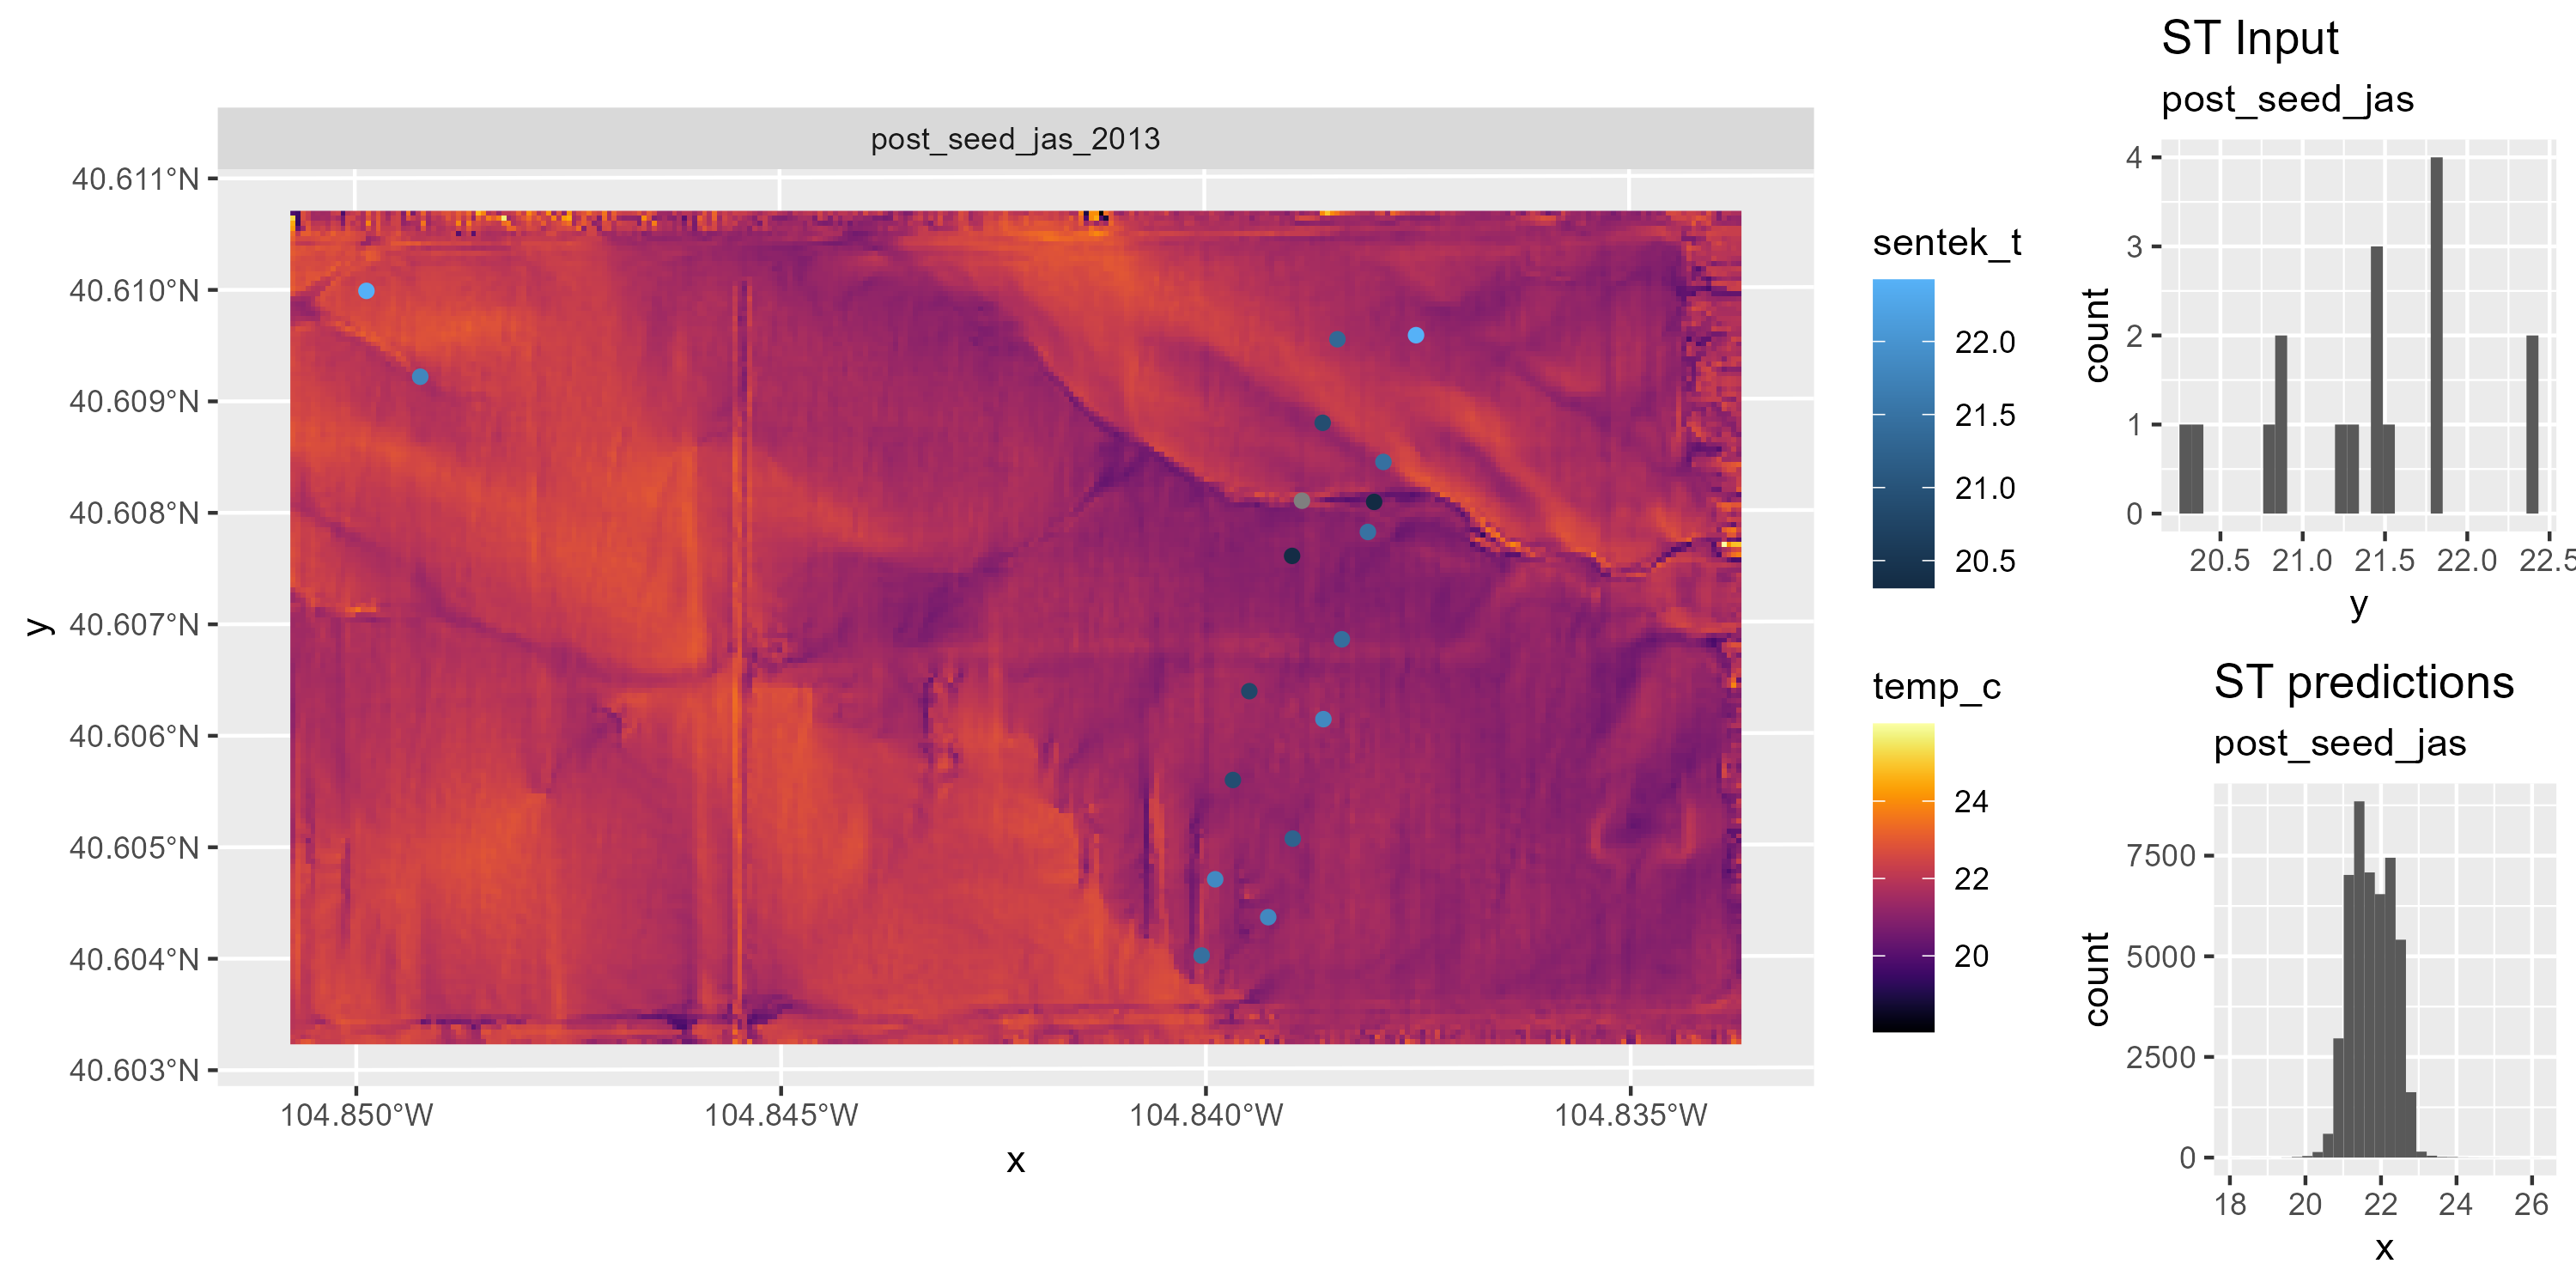 post_seed_jas_2013
40.611°N
40.610°N
40.609°N
40.608°N
40.607°N
40.606°N
40.605°N
40.604°N
40.603°N
y
104.850°W 104.845°W 104.840°W 104.835°W
x
sentek_t
22.0
21.5
21.0
20.5
temp_c
24
22
20
ST Input
post_seed_jas
4
3
2
1
0
count
20.5 21.0 21.5 22.0 22.5
y
ST predictions
post_seed_jas
7500
5000
2500
0
count
18 20 22 24 26
x